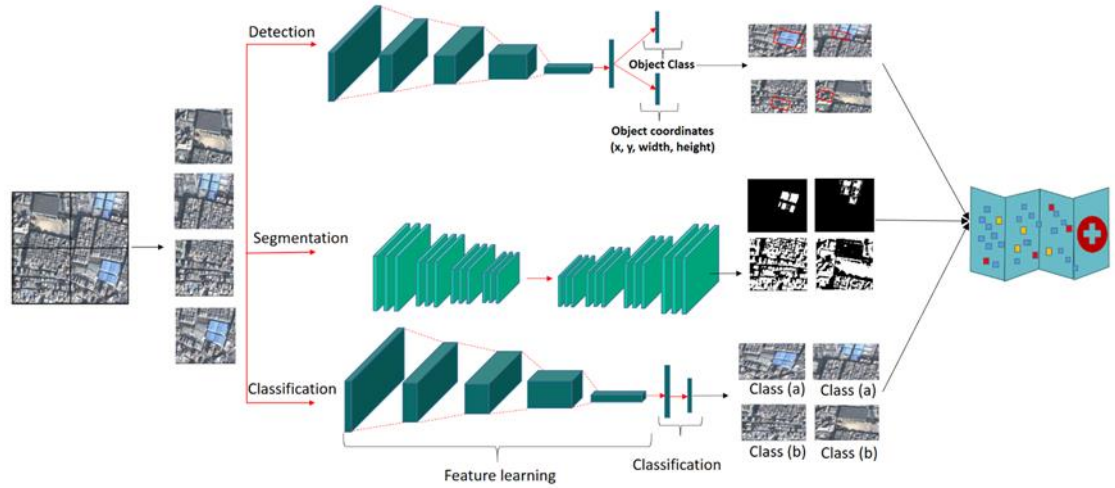 Detection
Object Class
Object coordinates
(x, y, width, height)
Segmentation
Classification
Class (a)
Class (a)
Class (b)
Class (b)
Feature learning
Classification